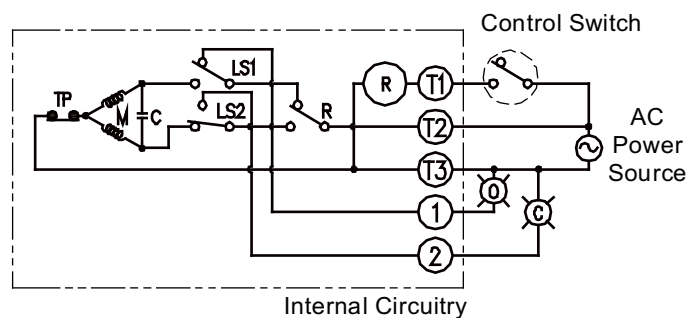 Control Switch
LS1
R
T1
TP
M
C
LS2
R
T2
AC
Power
Source
T3
O
1
C
2
Internal Circuitry